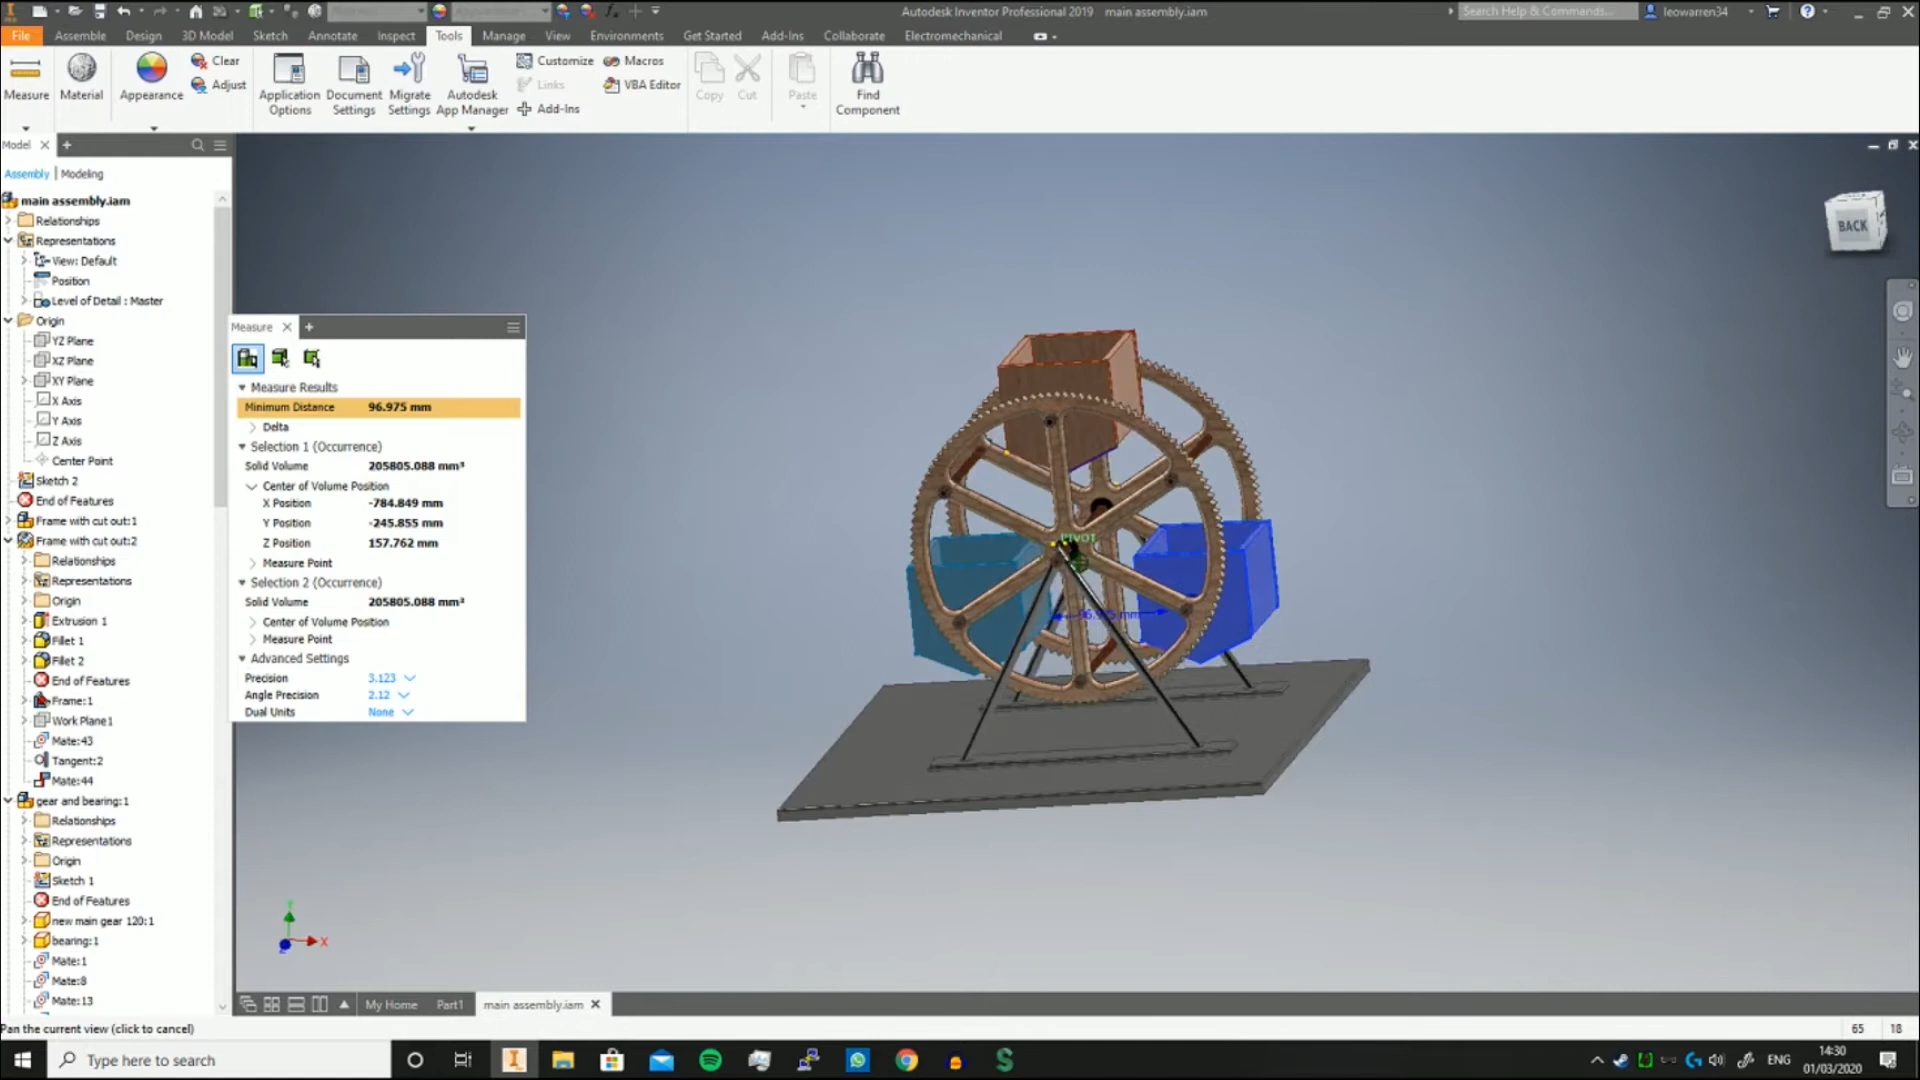 Autodesk Inventor Professional 2019 main assembly.iam
Search Help & Commands...
leowarren34
File Assemble Design 3D Model Sketch Annotate Inspect Tools Manage View Environments Get Started Add-Ins Collaborate Electromechanical
Measure
Material
Appearance
Clear
Adjust
Application Options
Document Settings
Migrate Settings
Autodesk App Manager
Customize
Links
Add-Ins
Macros
VBA Editor
Copy
Cut
Paste
Find Component
Model
Assembly | Modeling
main assembly.iam
Relationships
Representations
View: Default
Position
Level of Detail : Master
Origin
YZ Plane
XZ Plane
XY Plane
X Axis
Y Axis
Z Axis
Center Point
Sketch 2
End of Features
Frame with cut out:1
Frame with cut out:2
Relationships
Representations
Origin
Extrusion 1
Fillet 1
Fillet 2
End of Features
Frame:1
Work Plane1
Mate:43
Tangent:2
Mate:44
gear and bearing:1
Relationships
Representations
Origin
Sketch 1
End of Features
new main gear 120:1
bearing:1
Mate:1
Mate:8
Mate:13
Measure
Measure Results
Minimum Distance 96.975 mm
Delta
Selection 1 (Occurrence)
Solid Volume 205805.088 mm³
Center of Volume Position
X Position -784.849 mm
Y Position -245.855 mm
Z Position 157.762 mm
Measure Point
Selection 2 (Occurrence)
Solid Volume 205805.088 mm³
Center of Volume Position
Measure Point
Advanced Settings
Precision 3.123
Angle Precision 2.12
Dual Units None
BACK
PIVOT
96.975 mm
Y
X
Z
My Home Part1 main assembly.iam
Pan the current view (click to cancel)
65 18
Type here to search
ENG
14:30
01/03/2020